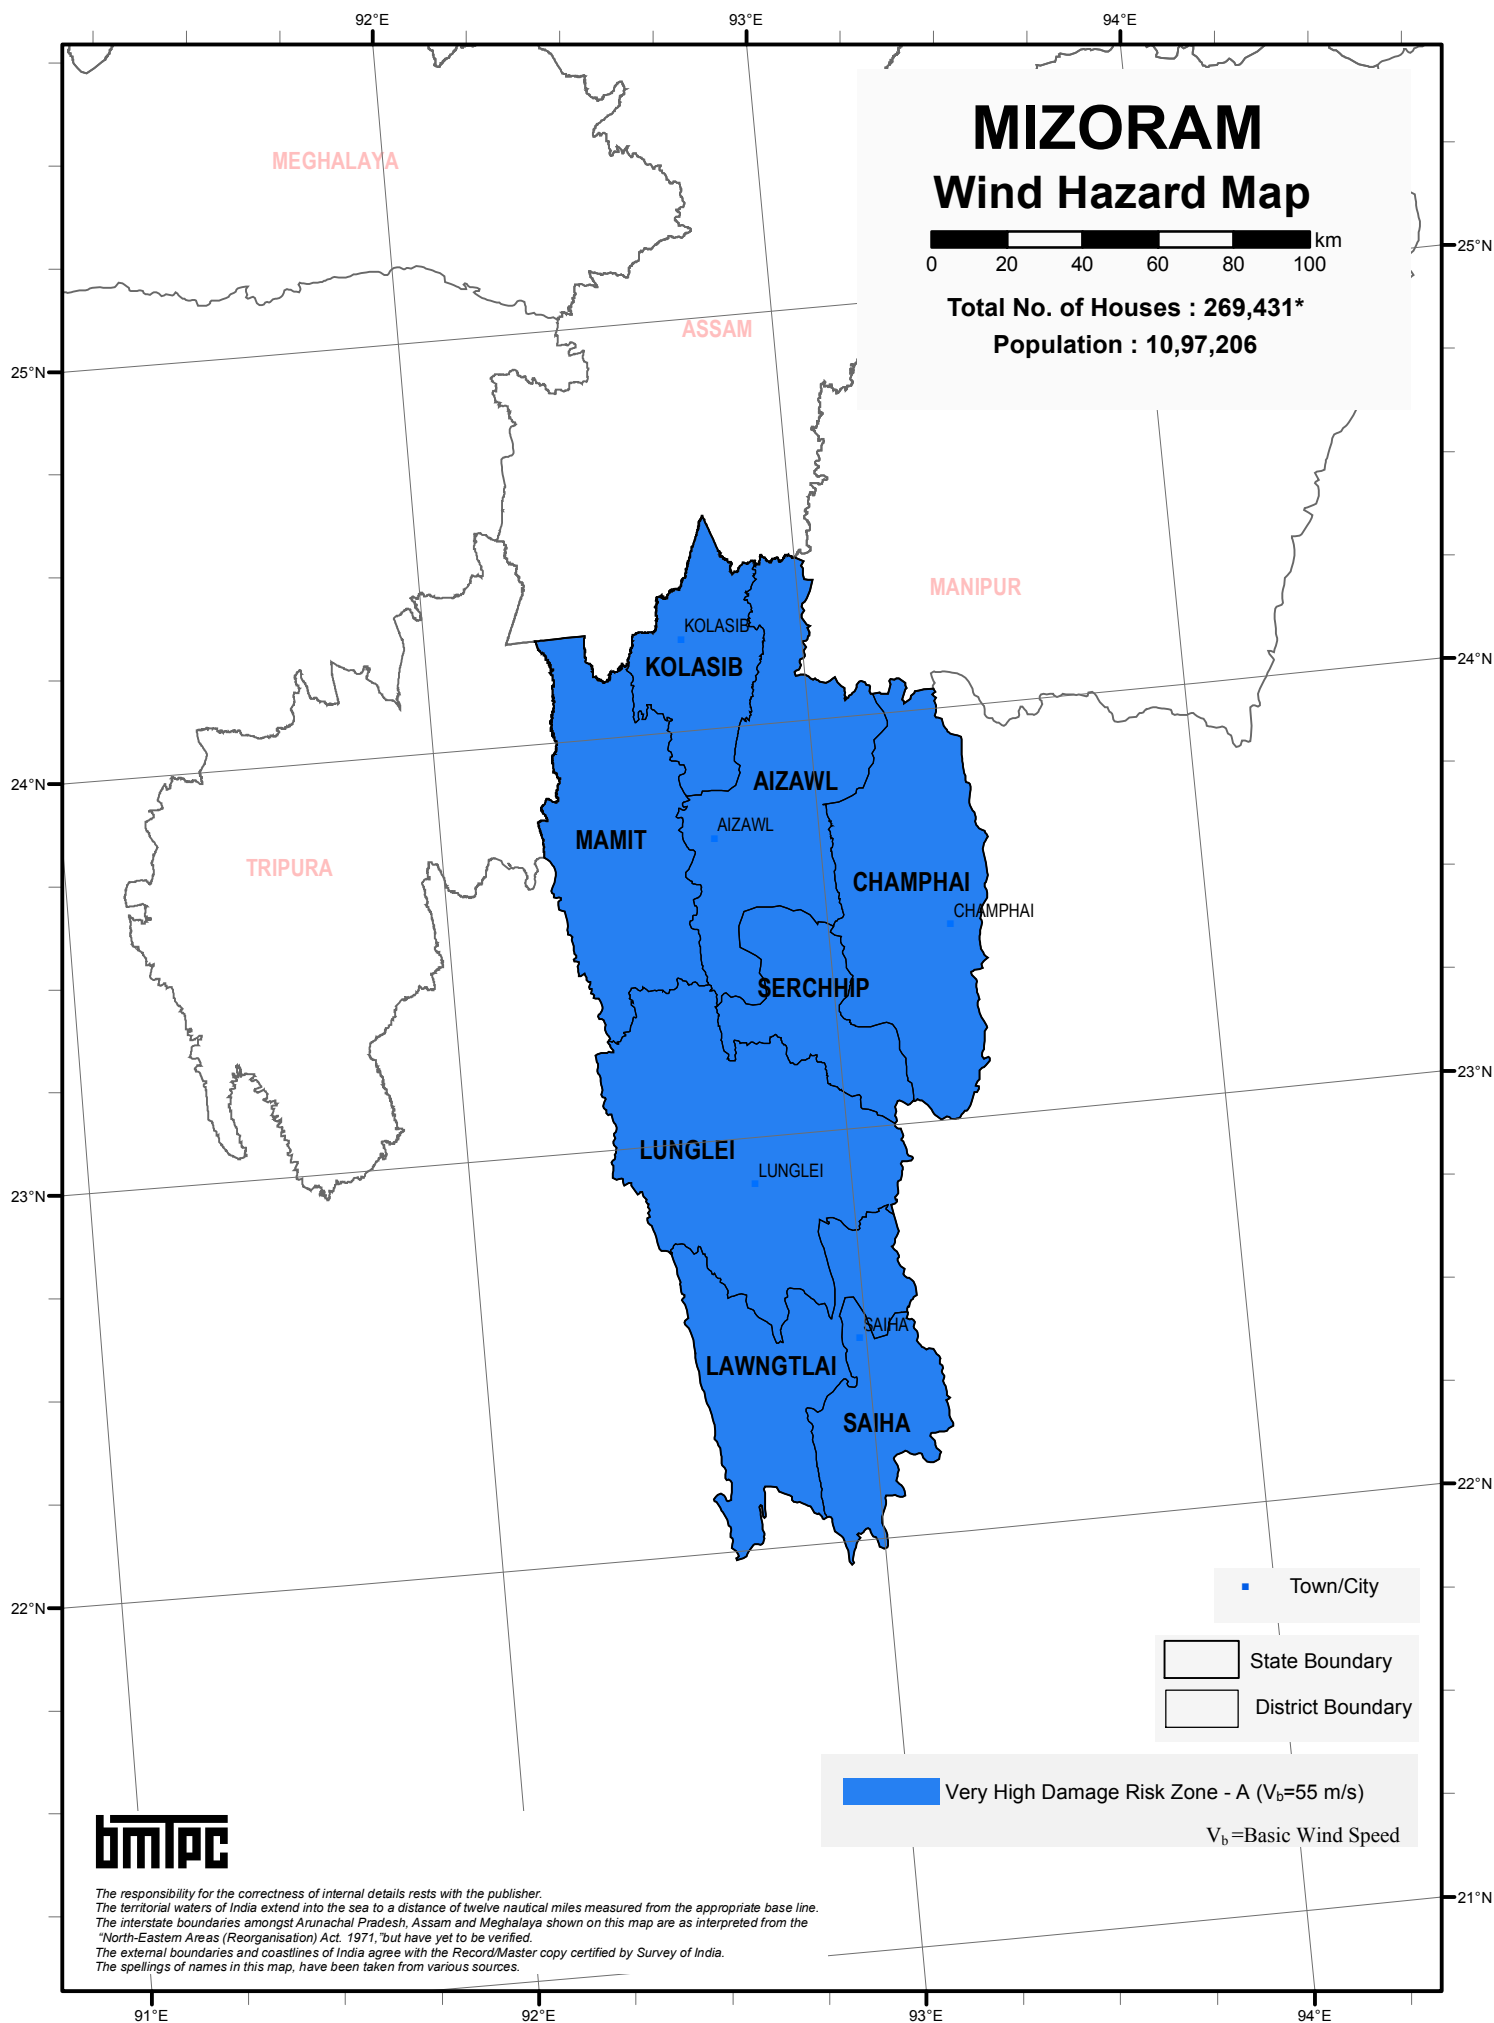 92°E 93°E 94°E
MIZORAM
Wind Hazard Map
km
0 20 40 60 80 100
Total No. of Houses : 269,431*
Population : 10,97,206
MEGHALAYA
ASSAM
MANIPUR
TRIPURA
25°N
25°N
24°N
24°N
23°N
23°N
22°N
22°N
21°N
KOLASIB
KOLASIB
AIZAWL
AIZAWL
MAMIT
CHAMPHAI
CHAMPHAI
SERCHHIP
LUNGLEI
LUNGLEI
SAIHA
LAWNGTLAI
SAIHA
Town/City
State Boundary
District Boundary
Very High Damage Risk Zone - A (Vb=55 m/s)
Vb=Basic Wind Speed
bmTPC
The responsibility for the correctness of internal details rests with the publisher.
The territorial waters of India extend into the sea to a distance of twelve nautical miles measured from the appropriate base line.
The interstate boundaries amongst Arunachal Pradesh, Assam and Meghalaya shown on this map are as interpreted from the
"North-Eastern Areas (Reorganisation) Act. 1971,"but have yet to be verified.
The external boundaries and coastlines of India agree with the Record/Master copy certified by Survey of India.
The spellings of names in this map, have been taken from various sources.
91°E 92°E 93°E 94°E